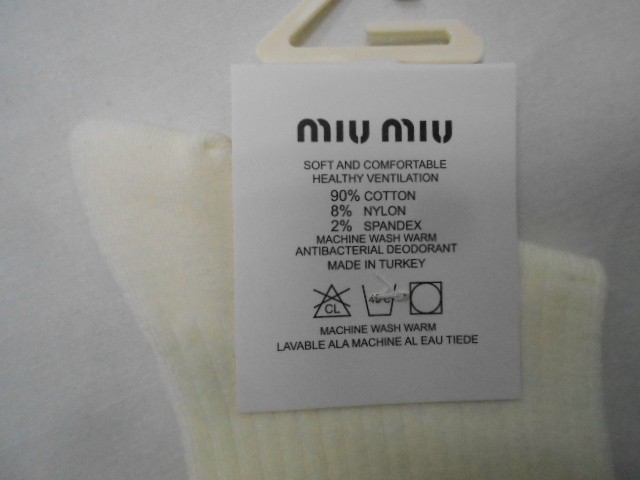 miu miu
SOFT AND COMFORTABLE
HEALTHY VENTILATION
90% COTTON
8% NYLON
2% SPANDEX
MACHINE WASH WARM
ANTIBACTERIAL DEODORANT
MADE IN TURKEY
CL
MACHINE WASH WARM
LAVABLE ALA MACHINE AL EAU TIEDE